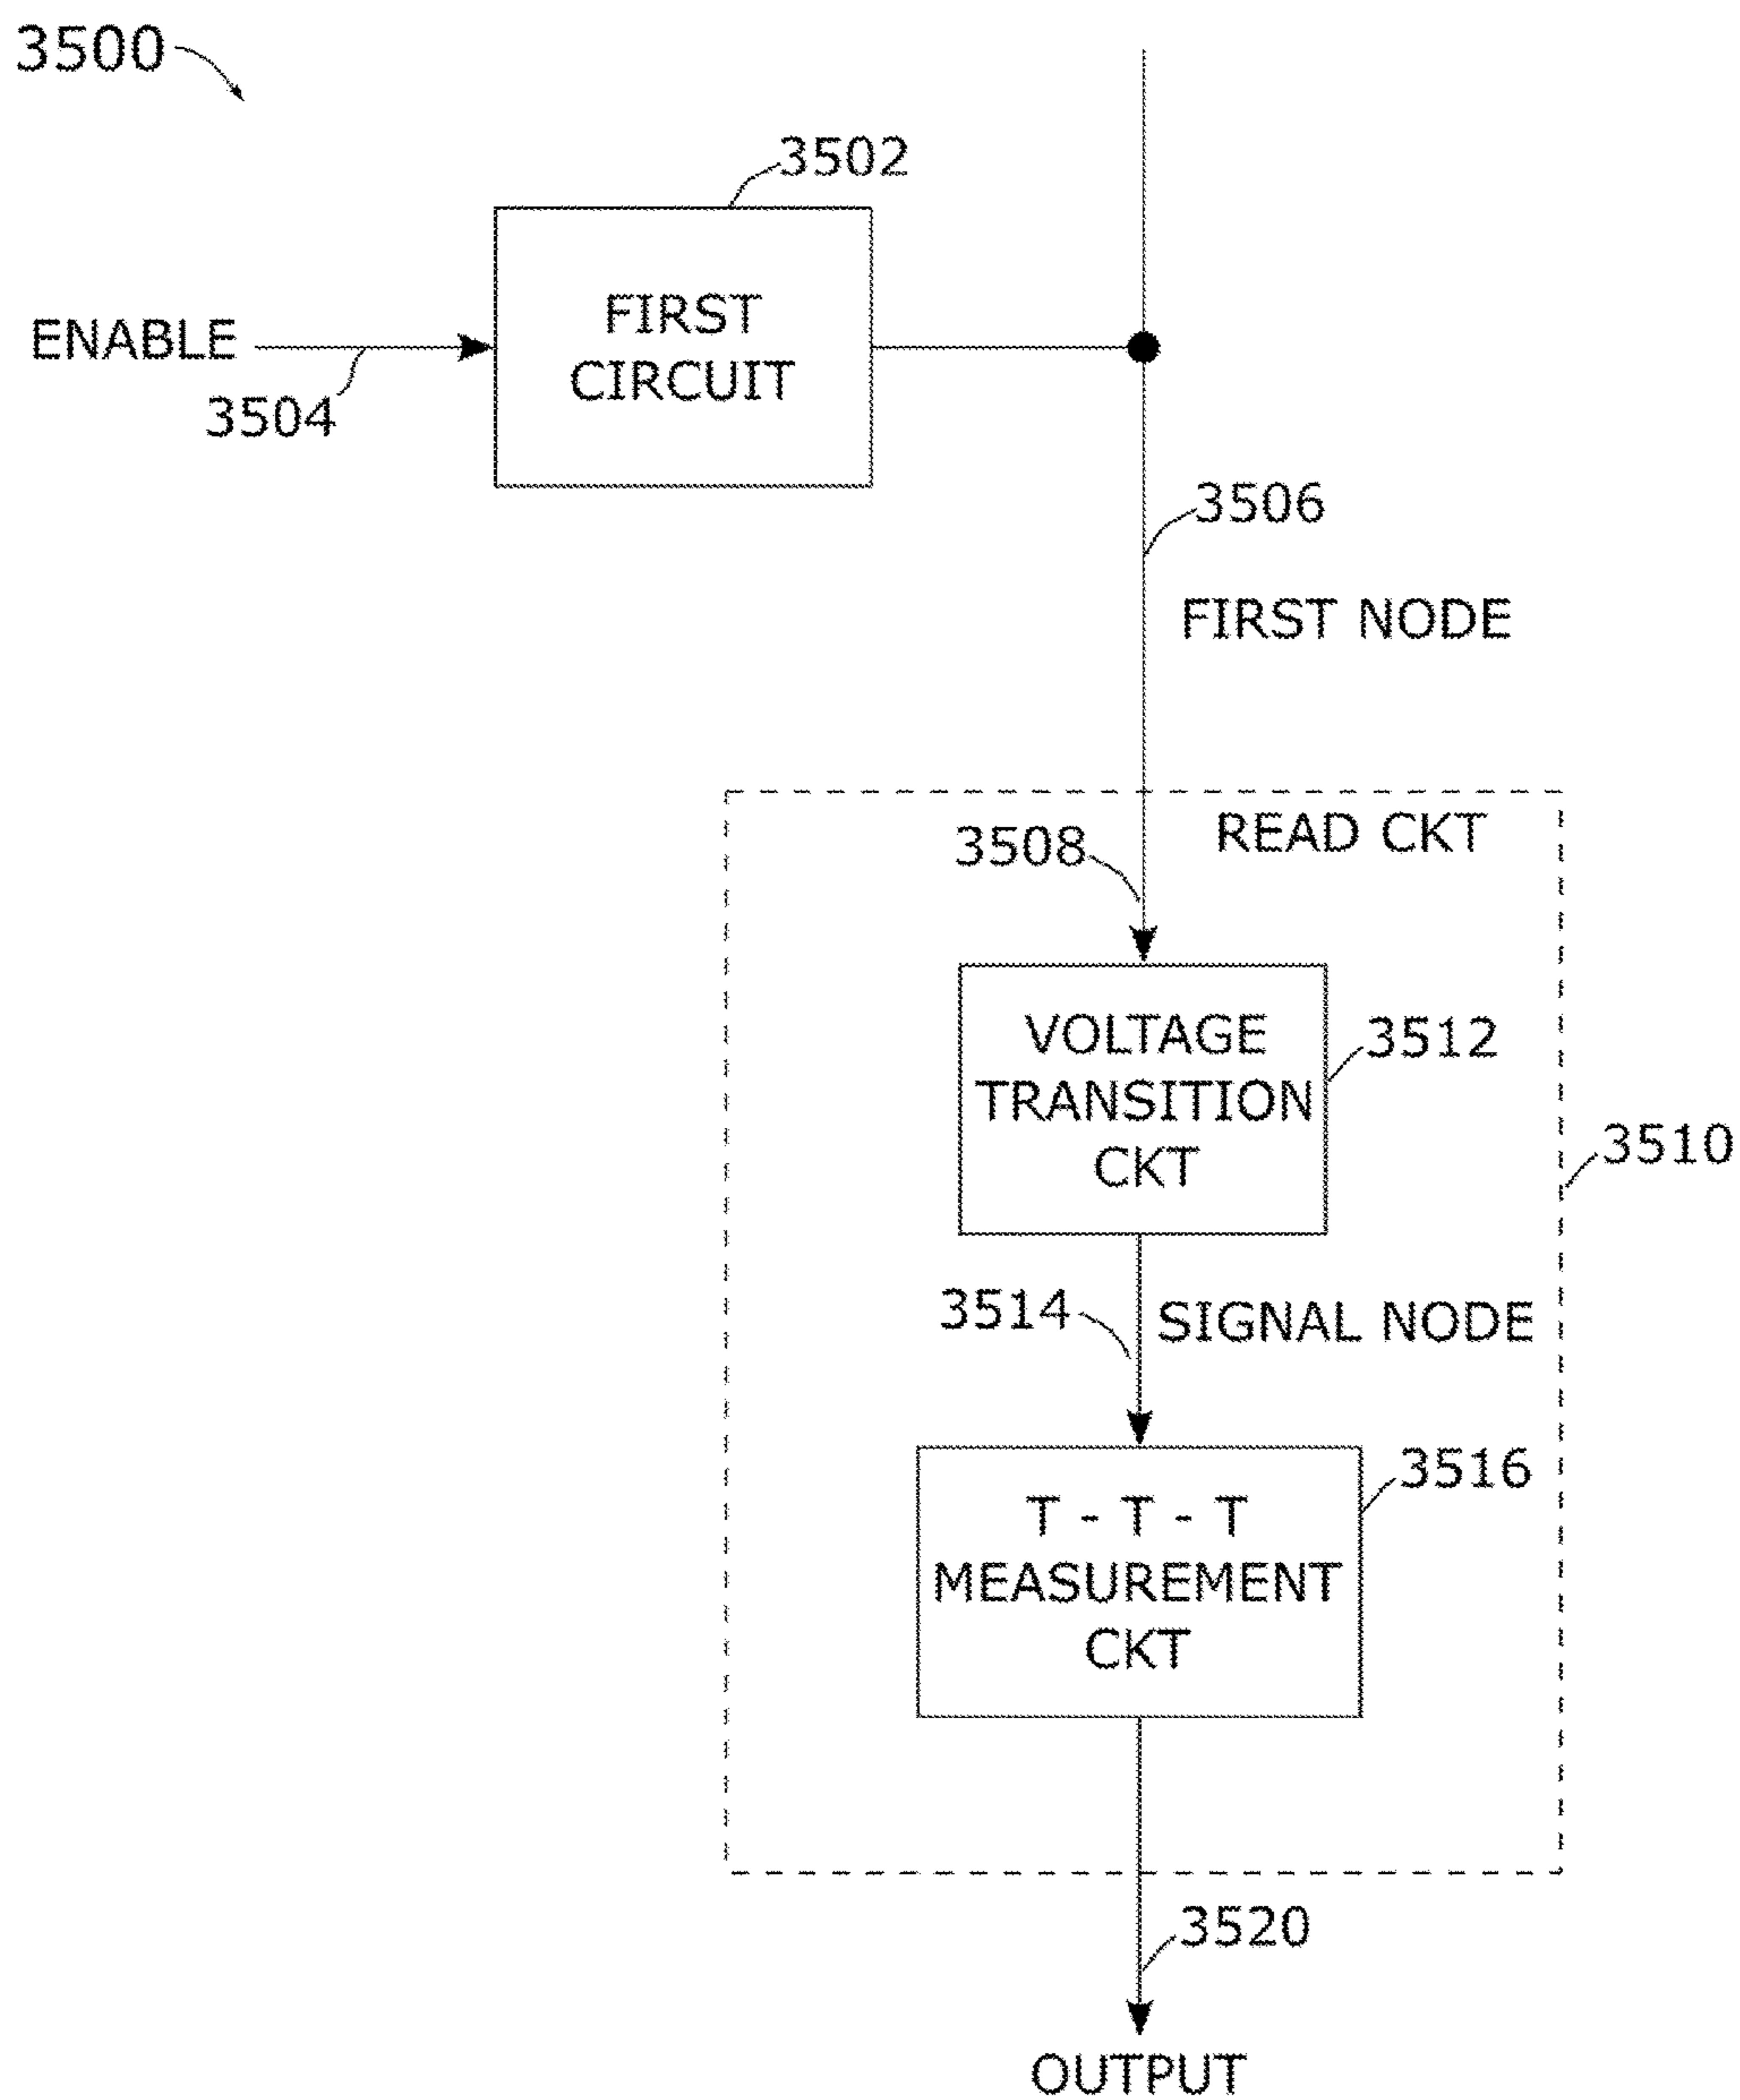 3500
3502
FIRST
CIRCUIT
ENABLE
3504
3506
FIRST NODE
READ CKT
3508
VOLTAGE
TRANSITION
CKT
3512
3510
3514
SIGNAL NODE
3516
T - T - T
MEASUREMENT
CKT
3520
OUTPUT